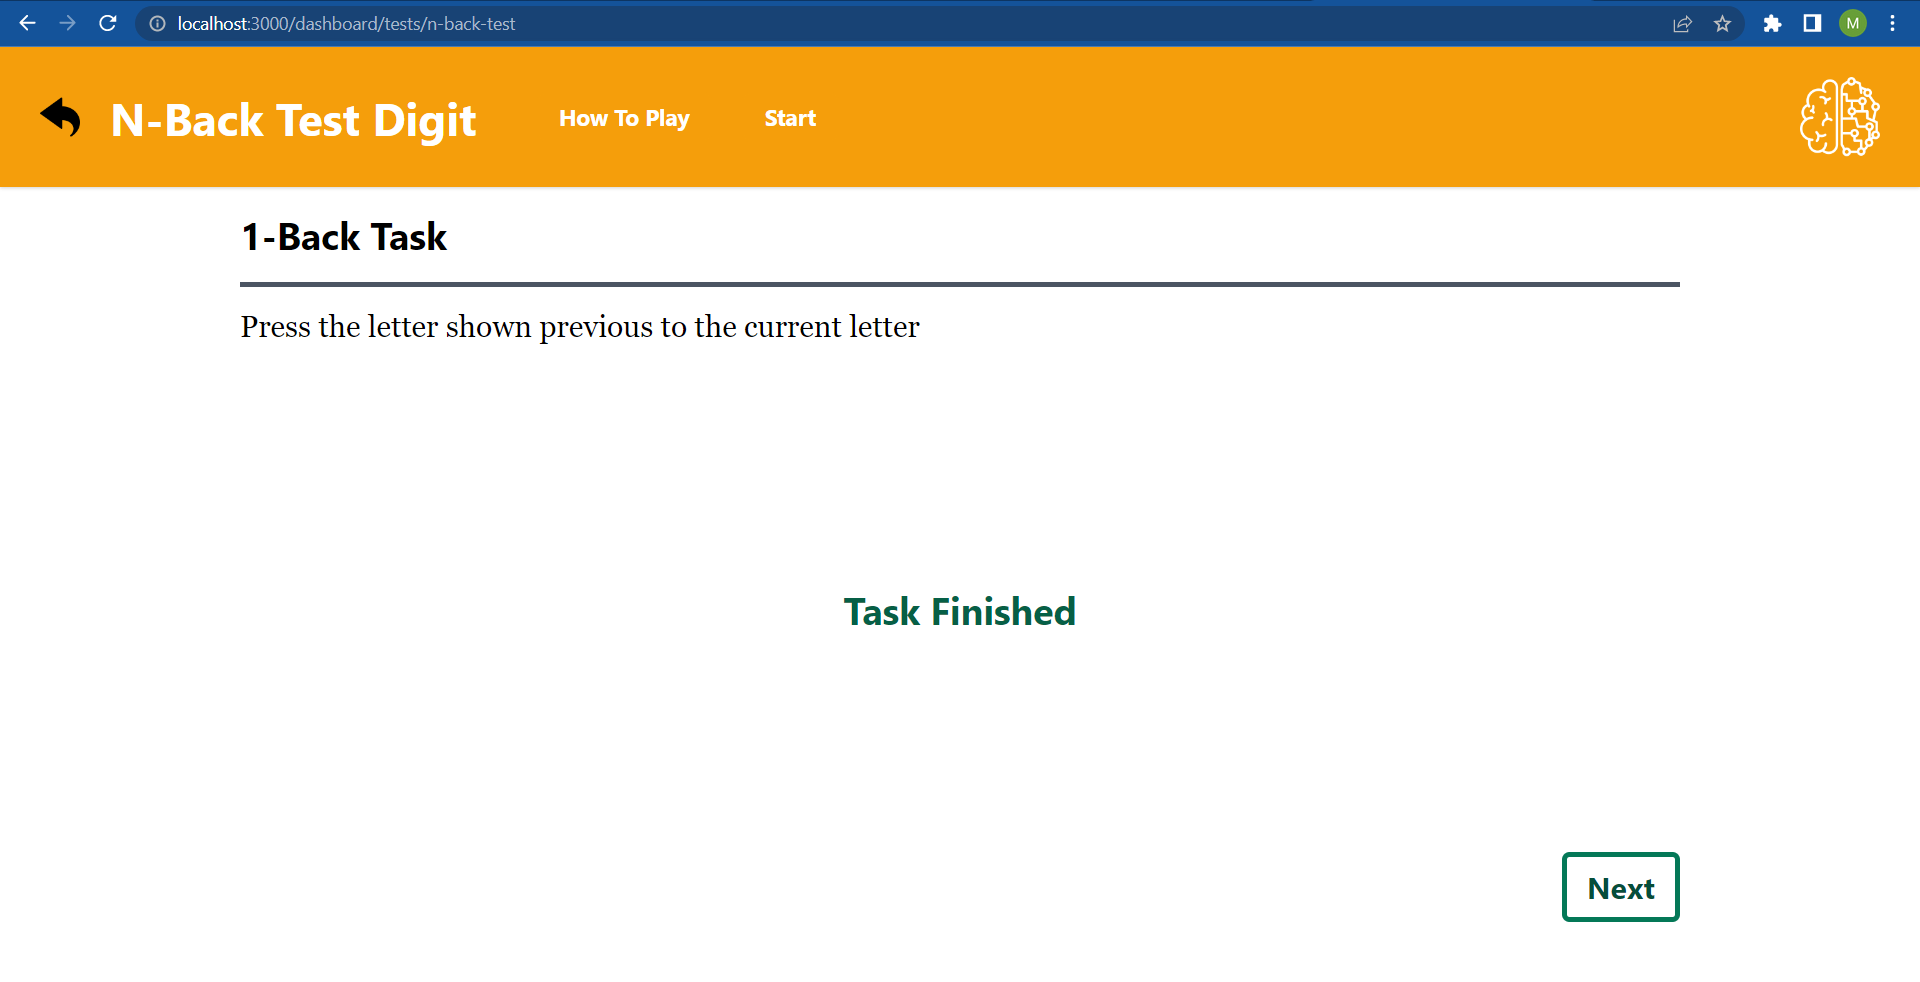 localhost:3000/dashboard/tests/n-back-test
M
N-Back Test Digit
How To Play
Start
1-Back Task
Press the letter shown previous to the current letter
Task Finished
Next